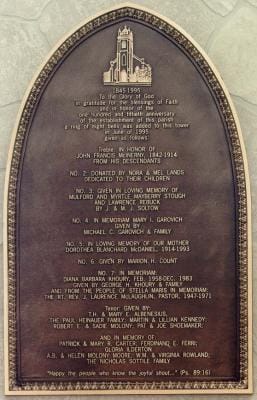 1845-1995
To the Glory of God
in gratitude for the blessings of Faith
and in honor of the
one hundred and fiftieth anniversary
of the establishment of this parish
a ring of eight bells was added to this tower
in June of 1995
given as follows:
Treble: IN HONOR OF
JOHN FRANCIS McINERNY, 1842-1914
FROM HIS DESCENDANTS
NO. 2: DONATED BY NORA & MEL LANDS
DEDICATED TO THEIR CHILDREN
NO. 3: GIVEN IN LOVING MEMORY OF
MULFORD AND MYRTLE MAYBERRY STOUGH
AND LAWRENCE REBUCK
BY J. & M. J. SOLTON
NO. 4: IN MEMORIAM MARY I. GAROVICH
GIVEN BY
MICHAEL C. GAROVICH & FAMILY
NO. 5: IN LOVING MEMORY OF OUR MOTHER
DOROTHEA BLANCHARD McDANIEL, 1914-1993
NO. 6: GIVEN BY MARION H. COUNT
NO. 7: IN MEMORIAM
DIANA BARBARA KHOURY, FEB. 1958-DEC. 1983
GIVEN BY GEORGE H. KHOURY & FAMILY
AND FROM THE PEOPLE OF STELLA MARIS IN MEMORIAM:
THE RT. REV. J. LAURENCE McLAUGHLIN, PASTOR, 1947-1971
Tenor: GIVEN BY:
T.H. & MARY E. ALBENESIUS,
THE PAUL HEINAUER FAMILY; MARTIN & LILLIAN KENNEDY;
ROBERT E. & SADIE MOLONY; PAT & JOE SHOEMAKER;
AND IN MEMORY OF
PATRICK & MARY R. CARTER; FERDINAND E. FERRI;
GLORIA ILDERTON
A.B. & HELEN MOLONY MOORE; W.M. & VIRGINIA ROWLAND;
THE NICHOLAS SOTTILE FAMILY
"Happy the people who know the joyful shout..." (Ps. 89:16)